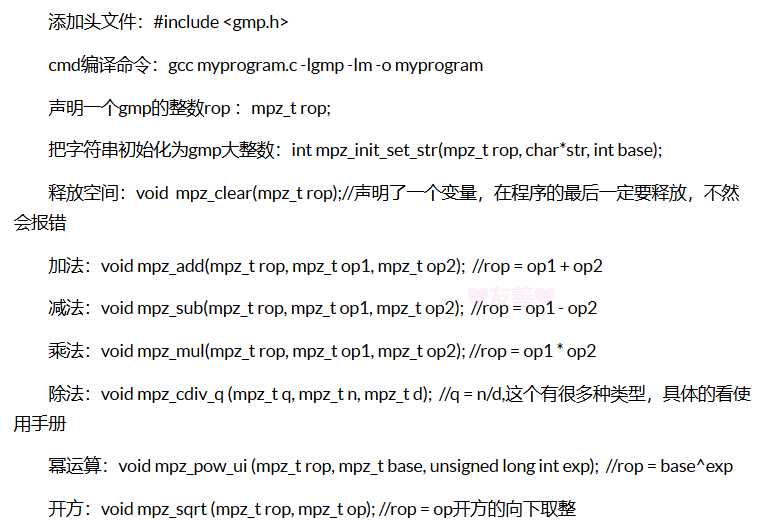 添加头文件：#include <gmp.h>
cmd编译命令：gcc myprogram.c -lgmp -lm -o myprogram
声明一个gmp的整数rop ：mpz_t rop;
把字符串初始化为gmp大整数：int mpz_init_set_str(mpz_t rop, char*str, int base);
释放空间：void  mpz_clear(mpz_t rop);//声明了一个变量，在程序的最后一定要释放，不然
会报错
加法：void mpz_add(mpz_t rop, mpz_t op1, mpz_t op2);  //rop = op1 + op2
减法：void mpz_sub(mpz_t rop, mpz_t op1, mpz_t op2);  //rop = op1 - op2
友善
乘法：void mpz_mul(mpz_t rop, mpz_t op1, mpz_t op2); //rop = op1 * op2
除法：void mpz_cdiv_q (mpz_t q, mpz_t n, mpz_t d);  //q = n/d,这个有很多种类型，具体的看使
用手册
幂运算：void mpz_pow_ui (mpz_t rop, mpz_t base, unsigned long int exp);  //rop = base^exp
开方：void mpz_sqrt (mpz_t rop, mpz_t op); //rop = op开方的向下取整